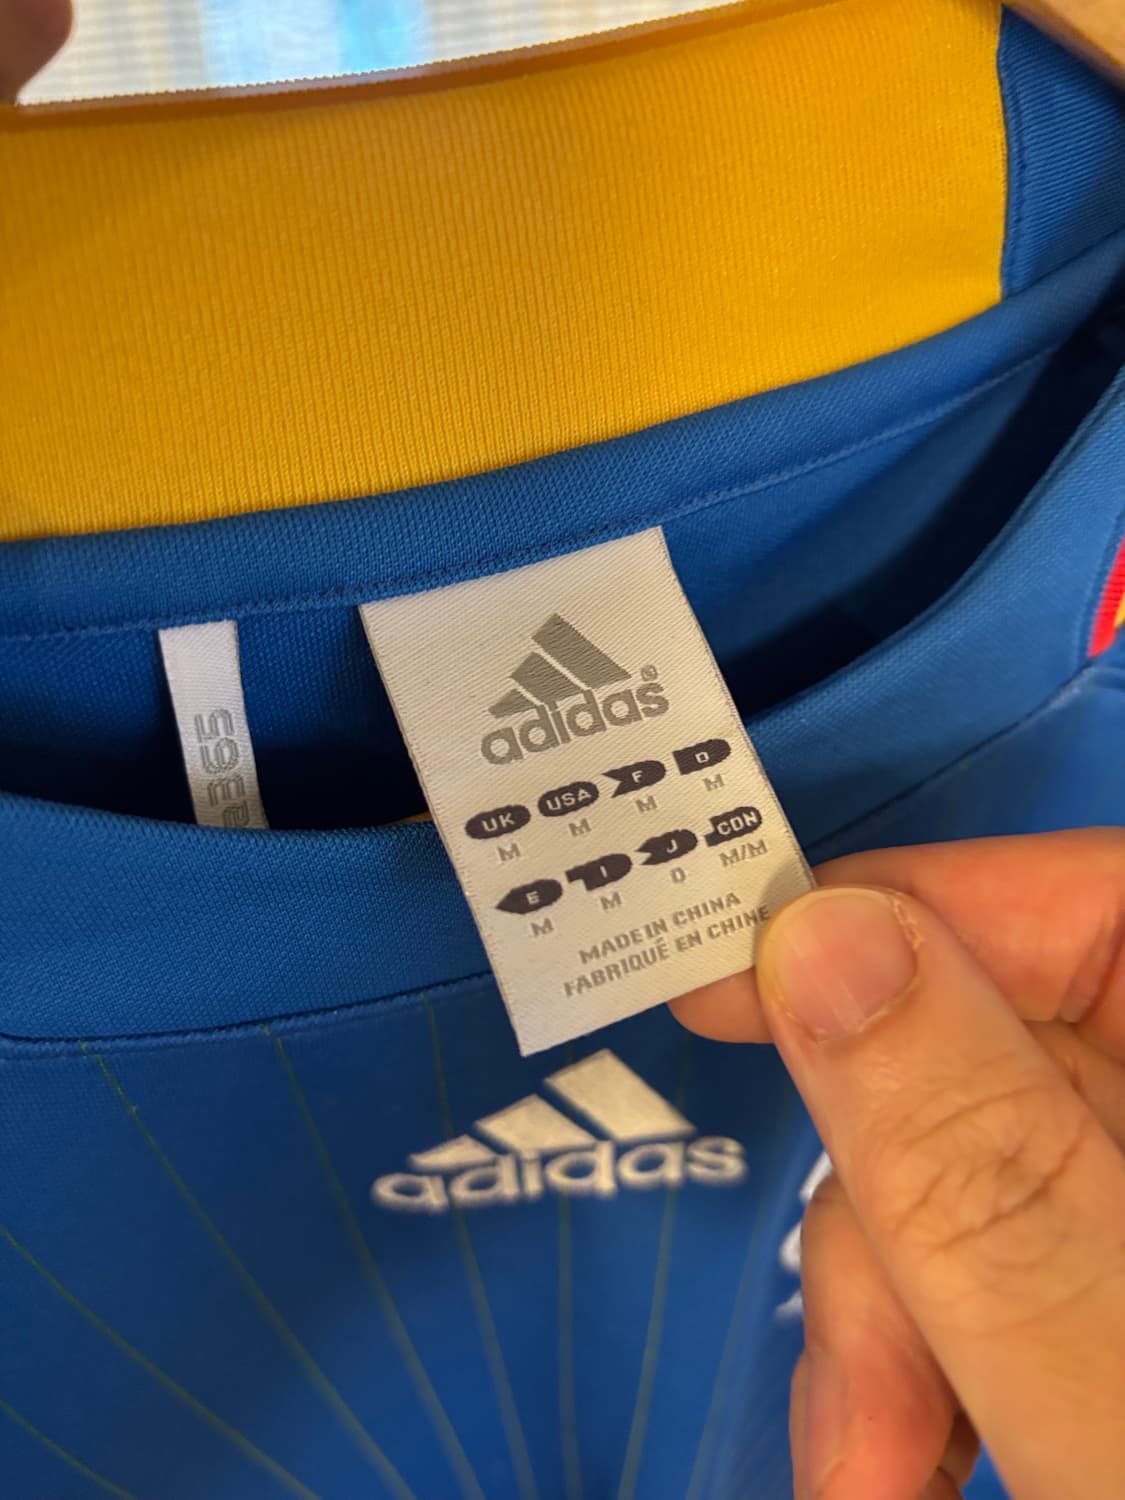 adidas®
UK USA F D
M M M M
E I J CDN
M M O M/M
MADE IN CHINA
FABRIQUÉ EN CHINE
adidas